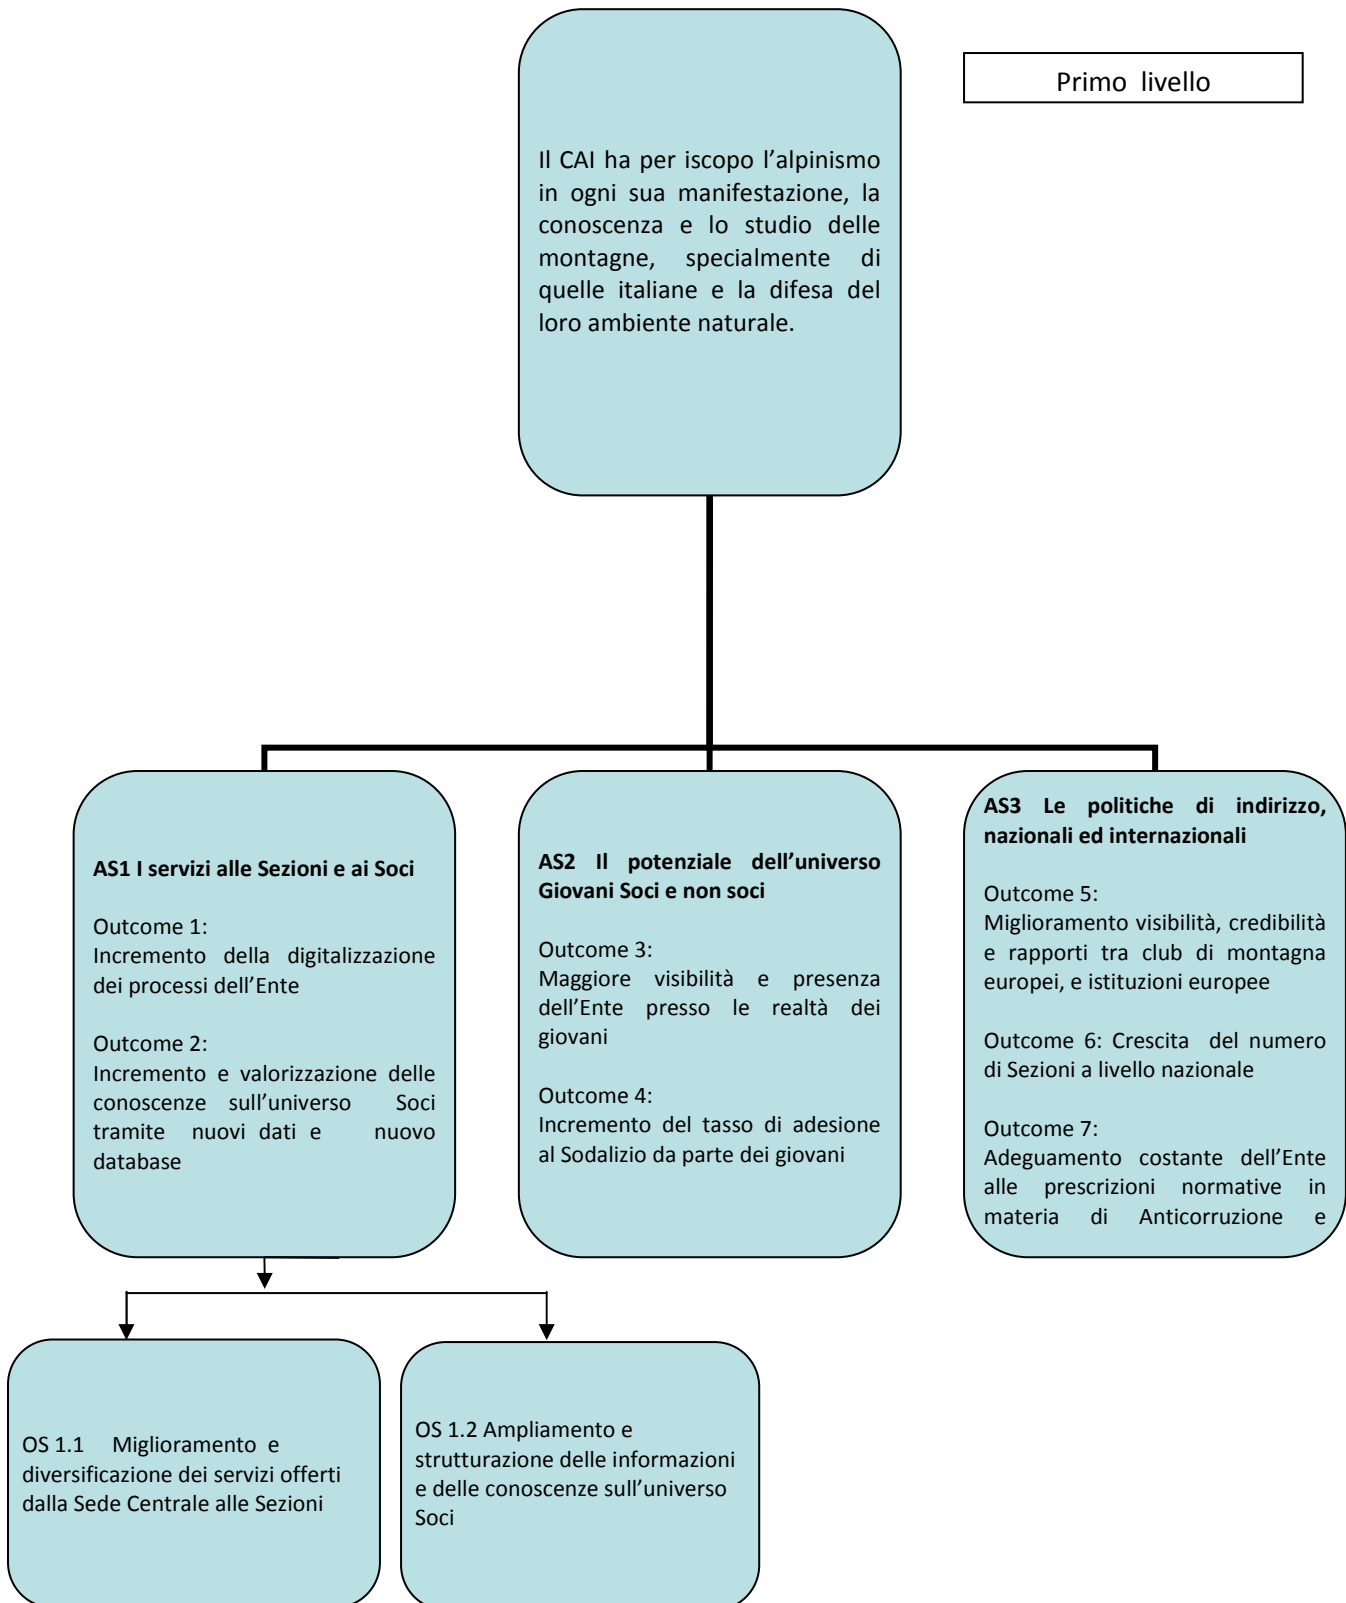 Primo livello
Il CAI ha per iscopo l’alpinismo
in ogni sua manifestazione, la
conoscenza e lo studio delle
montagne, specialmente di
quelle italiane e la difesa del
loro ambiente naturale.
AS1 I servizi alle Sezioni e ai Soci
Outcome 1:
Incremento della digitalizzazione
dei processi dell’Ente
Outcome 2:
Incremento e valorizzazione delle
conoscenze sull’universo Soci
tramite nuovi dati e nuovo
database
AS2 Il potenziale dell’universo
Giovani Soci e non soci
Outcome 3:
Maggiore visibilità e presenza
dell’Ente presso le realtà dei
giovani
Outcome 4:
Incremento del tasso di adesione
al Sodalizio da parte dei giovani
AS3 Le politiche di indirizzo,
nazionali ed internazionali
Outcome 5:
Miglioramento visibilità, credibilità
e rapporti tra club di montagna
europei, e istituzioni europee
Outcome 6: Crescita del numero
di Sezioni a livello nazionale
Outcome 7:
Adeguamento costante dell’Ente
alle prescrizioni normative in
materia di Anticorruzione e
OS 1.1 Miglioramento e
diversificazione dei servizi offerti
dalla Sede Centrale alle Sezioni
OS 1.2 Ampliamento e
strutturazione delle informazioni
e delle conoscenze sull’universo
Soci